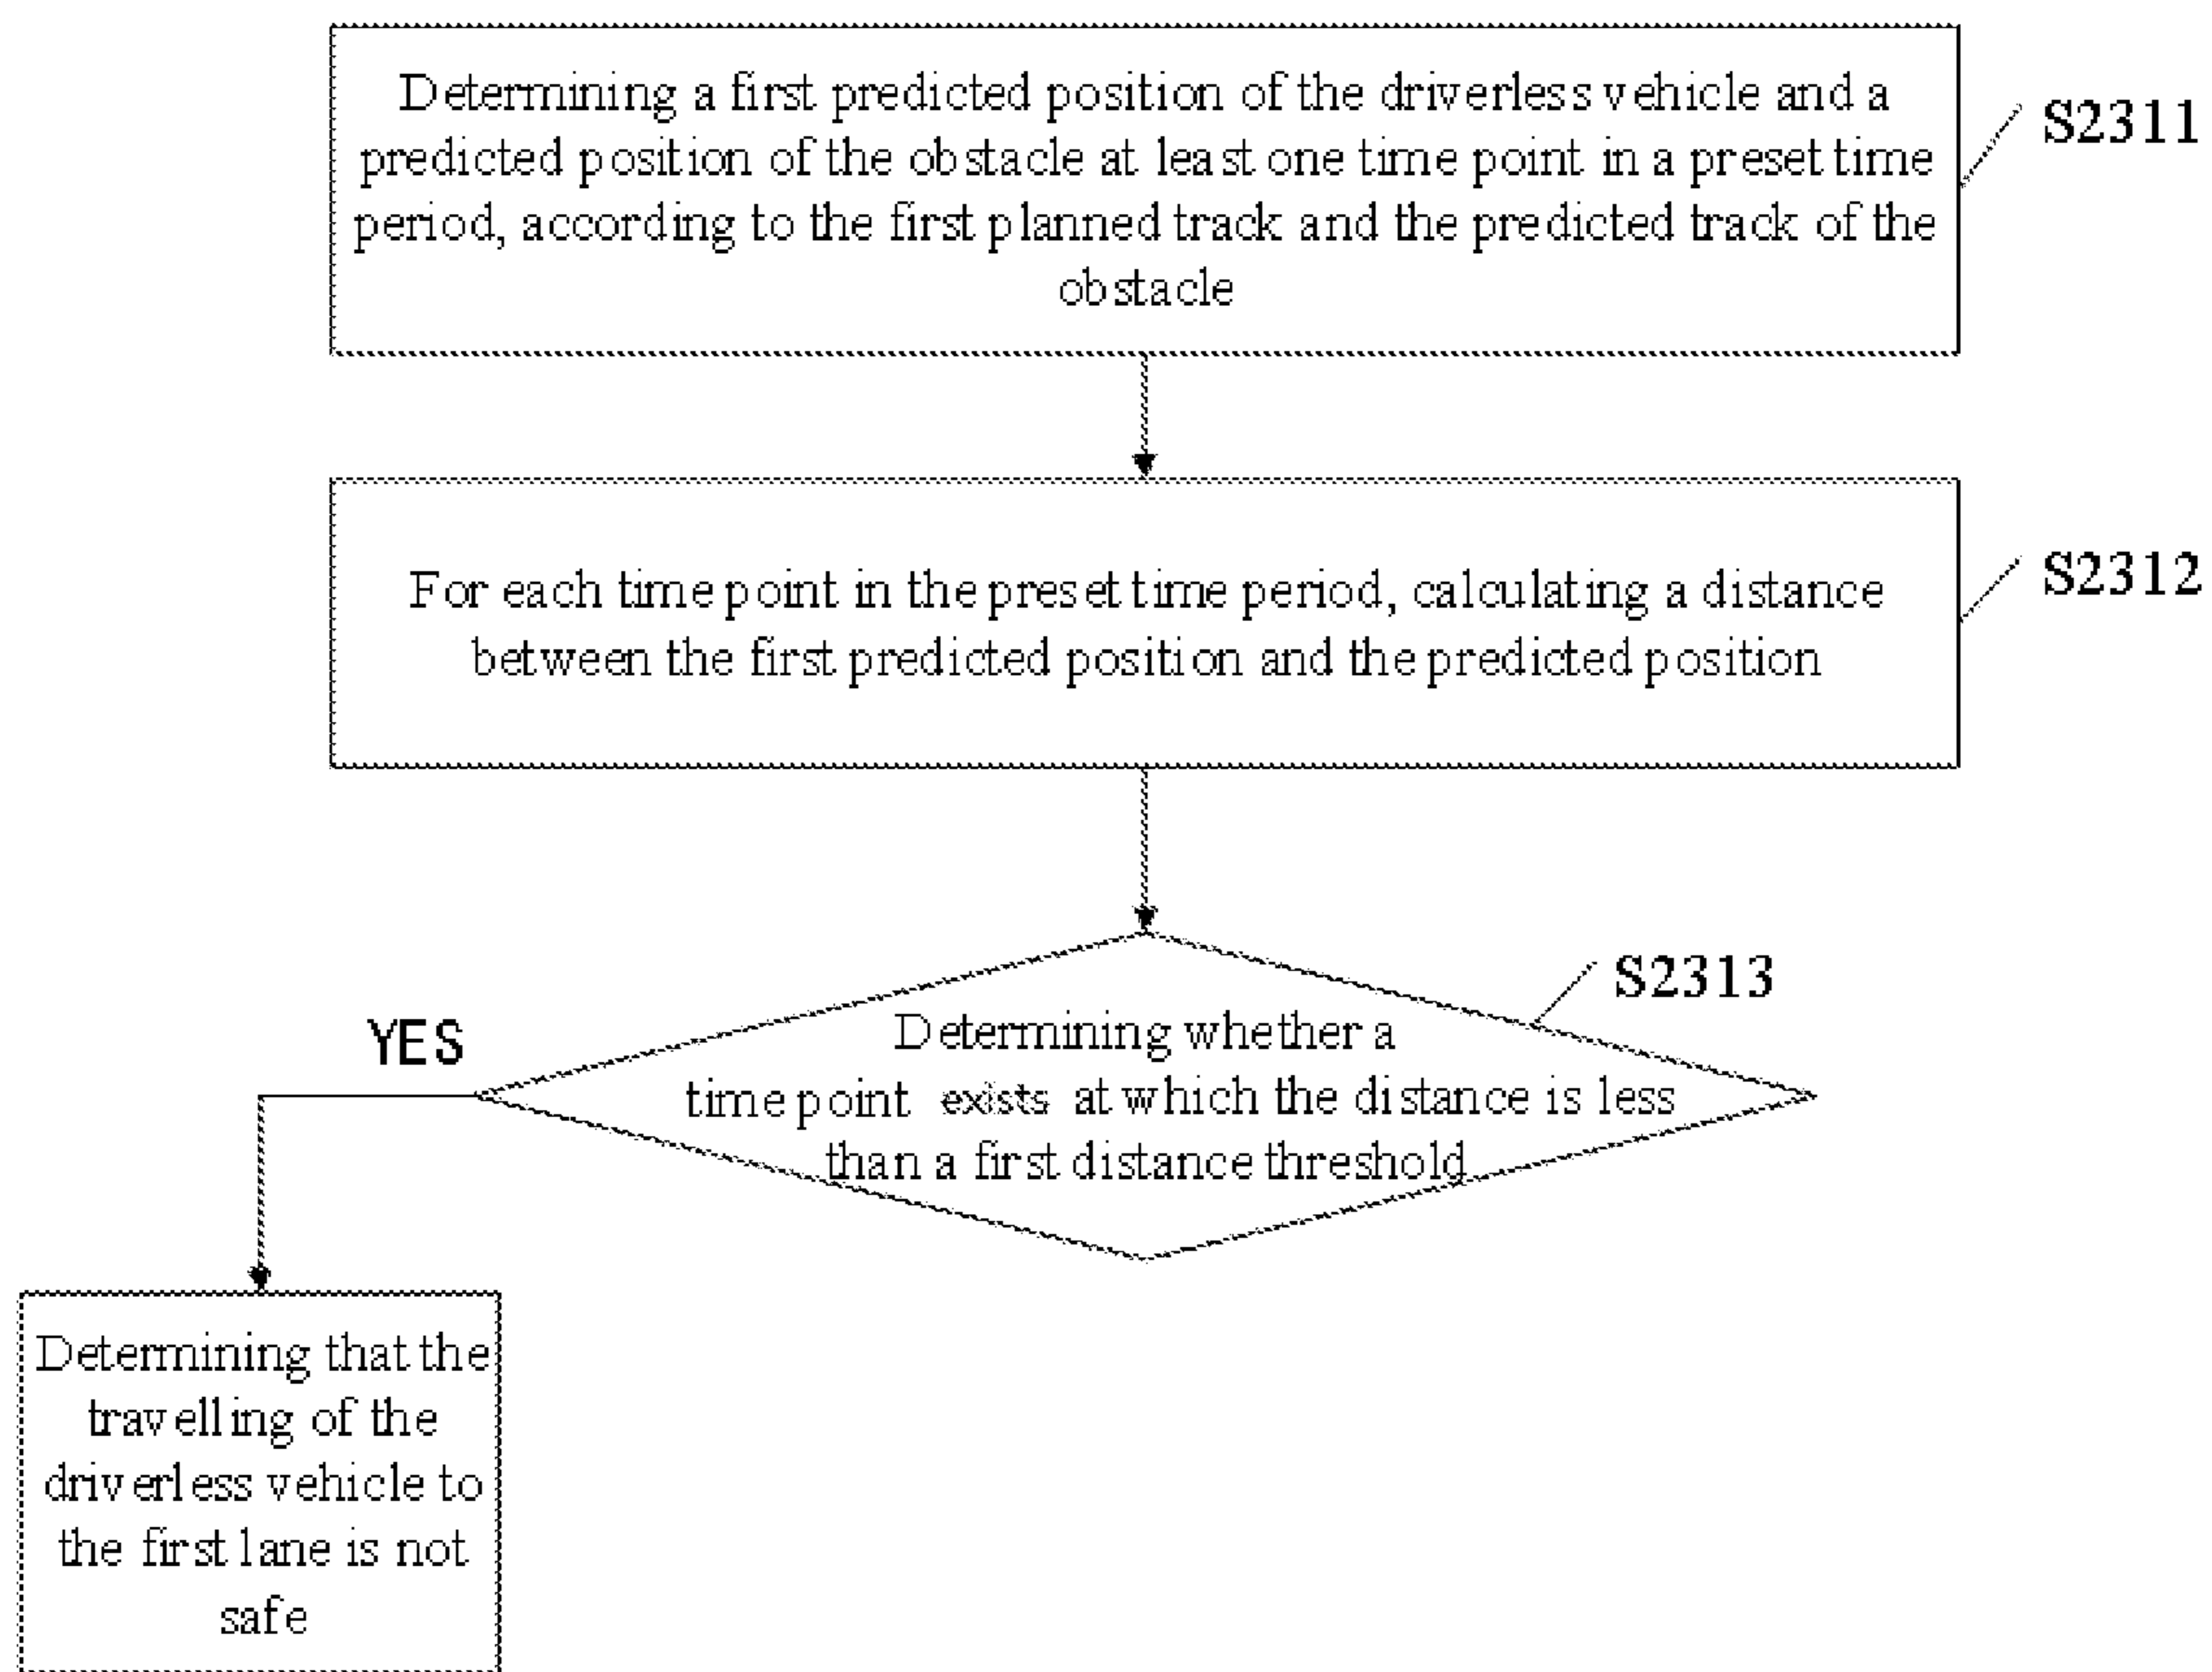 Determining a first predicted position of the driverless vehicle and a
predicted position of the obstacle at least one time point in a preset time
period, according to the first planned track and the predicted track of the
obstacle
S2311
For each time point in the preset time period, calculating a distance
between the first predicted position and the predicted position
S2312
S2313
Determining whether a
time point exists at which the distance is less
than a first distance threshold
YES
Determining that the
travelling of the
driverless vehicle to
the first lane is not
safe